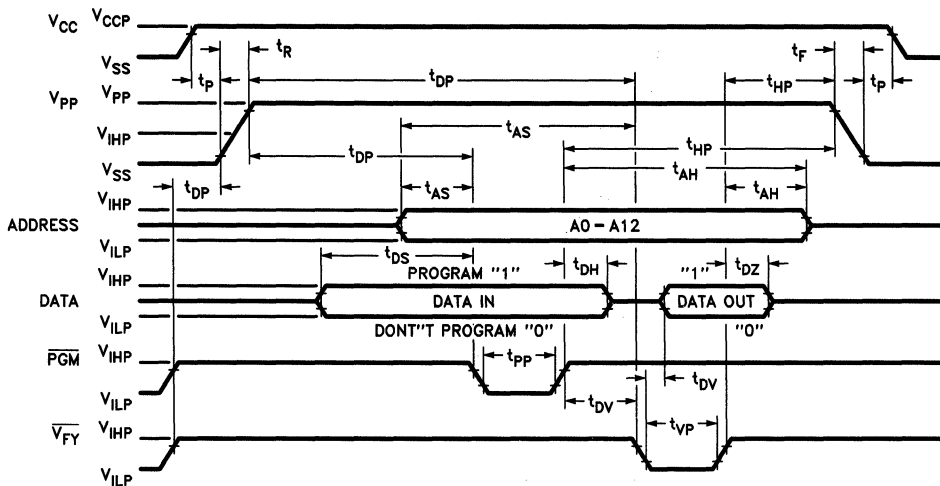 VCC VCCP
VSS
tP tR tDP tHP tF tP
VPP VPP
VIHP
VSS
tAS
tDP tHP
tDP tAS tAH tAH
ADDRESS VIHP
VILP
A0 – A12
tDS tDH tDZ
DATA VIHP
VILP
PROGRAM "1" "1"
DATA IN DATA OUT
DONT"T PROGRAM "0" "0"
PGM VIHP
VILP
tPP tDV
tDV
VFY VIHP
VILP
tVP